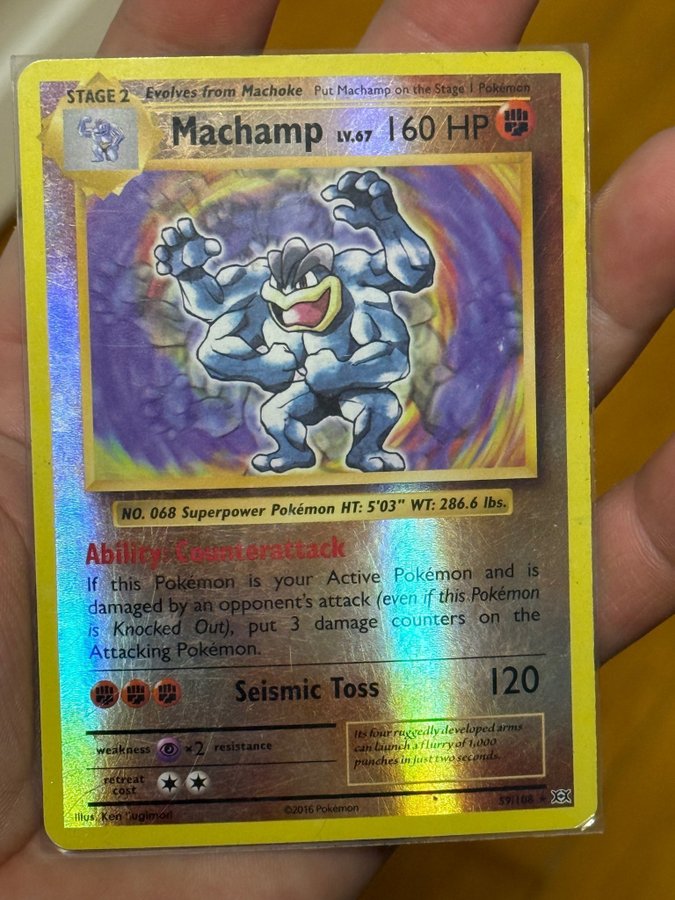 STAGE 2 Evolves from Machoke Put Machamp on the Stage 1 Pokémon
Machamp LV.67 160 HP
NO. 068 Superpower Pokémon HT: 5'03" WT: 286.6 lbs.
Ability: Counterattack
If this Pokémon is your Active Pokémon and is
damaged by an opponent's attack (even if this Pokémon
is Knocked Out), put 3 damage counters on the
Attacking Pokémon.
Seismic Toss 120
weakness ×2 resistance
Its four ruggedly developed arms
can launch a flurry of 1,000
punches in just two seconds.
retreat
cost
Illus. Ken Sugimori
©2016 Pokémon
59/108